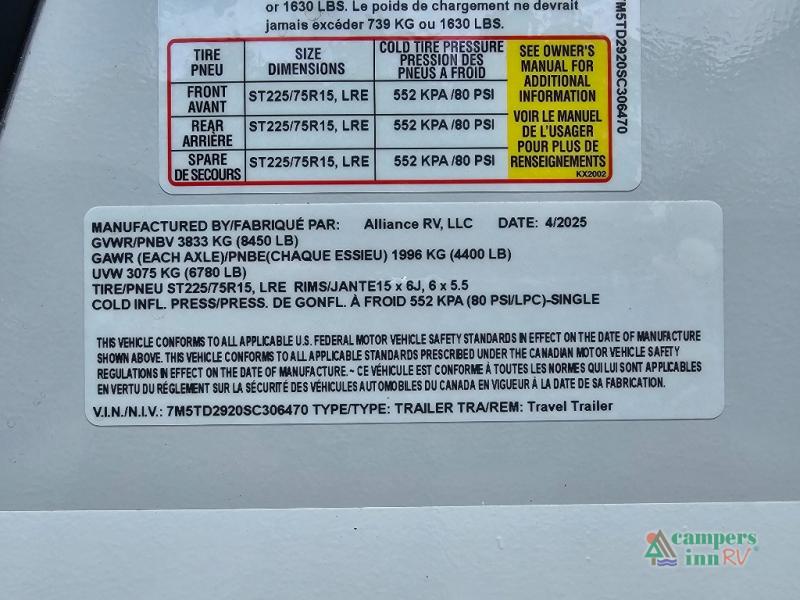 or 1630 LBS. Le poids de chargement ne devrait
jamais excéder 739 KG ou 1630 LBS.
TIRE PNEU
SIZE DIMENSIONS
COLD TIRE PRESSURE PRESSION DES PNEUS A FROID
FRONT AVANT
ST225/75R15, LRE
552 KPA /80 PSI
REAR ARRIÈRE
ST225/75R15, LRE
552 KPA /80 PSI
SPARE DE SECOURS
ST225/75R15, LRE
552 KPA /80 PSI
SEE OWNER'S
MANUAL FOR
ADDITIONAL
INFORMATION
VOIR LE MANUEL
DE L'USAGER
POUR PLUS DE
RENSEIGNEMENTS
KX2002
7M5TD2920SC306470
MANUFACTURED BY/FABRIQUÉ PAR: Alliance RV, LLC DATE: 4/2025
GVWR/PNBV 3833 KG (8450 LB)
GAWR (EACH AXLE)/PNBE(CHAQUE ESSIEU) 1996 KG (4400 LB)
UVW 3075 KG (6780 LB)
TIRE/PNEU ST225/75R15, LRE RIMS/JANTE15 x 6J, 6 x 5.5
COLD INFL. PRESS/PRESS. DE GONFL. À FROID 552 KPA (80 PSI/LPC)-SINGLE
THIS VEHICLE CONFORMS TO ALL APPLICABLE U.S. FEDERAL MOTOR VEHICLE SAFETY STANDARDS IN EFFECT ON THE DATE OF MANUFACTURE
SHOWN ABOVE. THIS VEHICLE CONFORMS TO ALL APPLICABLE STANDARDS PRESCRIBED UNDER THE CANADIAN MOTOR VEHICLE SAFETY
REGULATIONS IN EFFECT ON THE DATE OF MANUFACTURE.~ CE VÉHICULE EST CONFORME À TOUTES LES NORMES QUI LUI SONT APPLICABLES
EN VERTU DU RÉGLEMENT SUR LA SÉCURITÉ DES VÉHICULES AUTOMOBILES DU CANADA EN VIGUEUR À LA DATE DE SA FABRICATION.
V.I.N./N.I.V.: 7M5TD2920SC306470 TYPE/TYPE: TRAILER TRA/REM: Travel Trailer
campers
inn RV